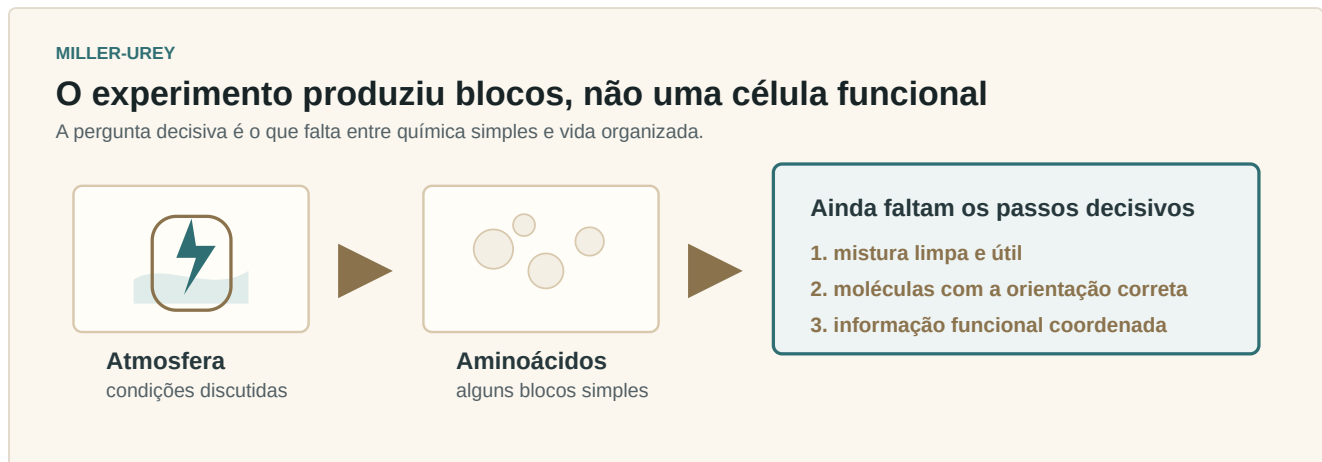 MILLER-UREY
O experimento produziu blocos, não uma célula funcional
A pergunta decisiva é o que falta entre química simples e vida organizada.
Atmosfera
condições discutidas
Aminoácidos
alguns blocos simples
Ainda faltam os passos decisivos
1. mistura limpa e útil
2. moléculas com a orientação correta
3. informação funcional coordenada